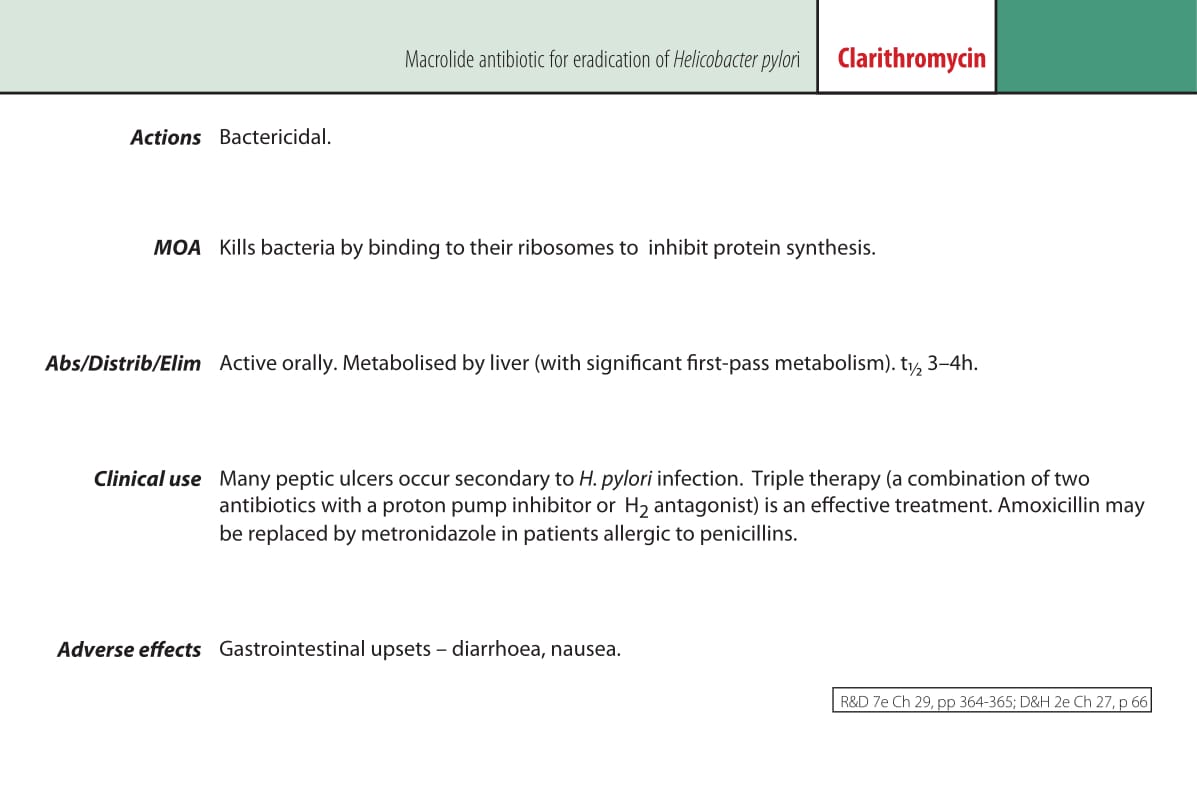 Macrolide antibiotic for eradication of Helicobacter pylori Clarithromycin
Actions Bactericidal.
MOA Kills bacteria by binding to their ribosomes to inhibit protein synthesis.
Abs/Distrib/Elim Active orally. Metabolised by liver (with significant first-pass metabolism). t½ 3–4h.
Clinical use Many peptic ulcers occur secondary to H. pylori infection. Triple therapy (a combination of two
antibiotics with a proton pump inhibitor or H₂ antagonist) is an effective treatment. Amoxicillin may
be replaced by metronidazole in patients allergic to penicillins.
Adverse effects Gastrointestinal upsets – diarrhoea, nausea.
R&D 7e Ch 29, pp 364-365; D&H 2e Ch 27, p 66